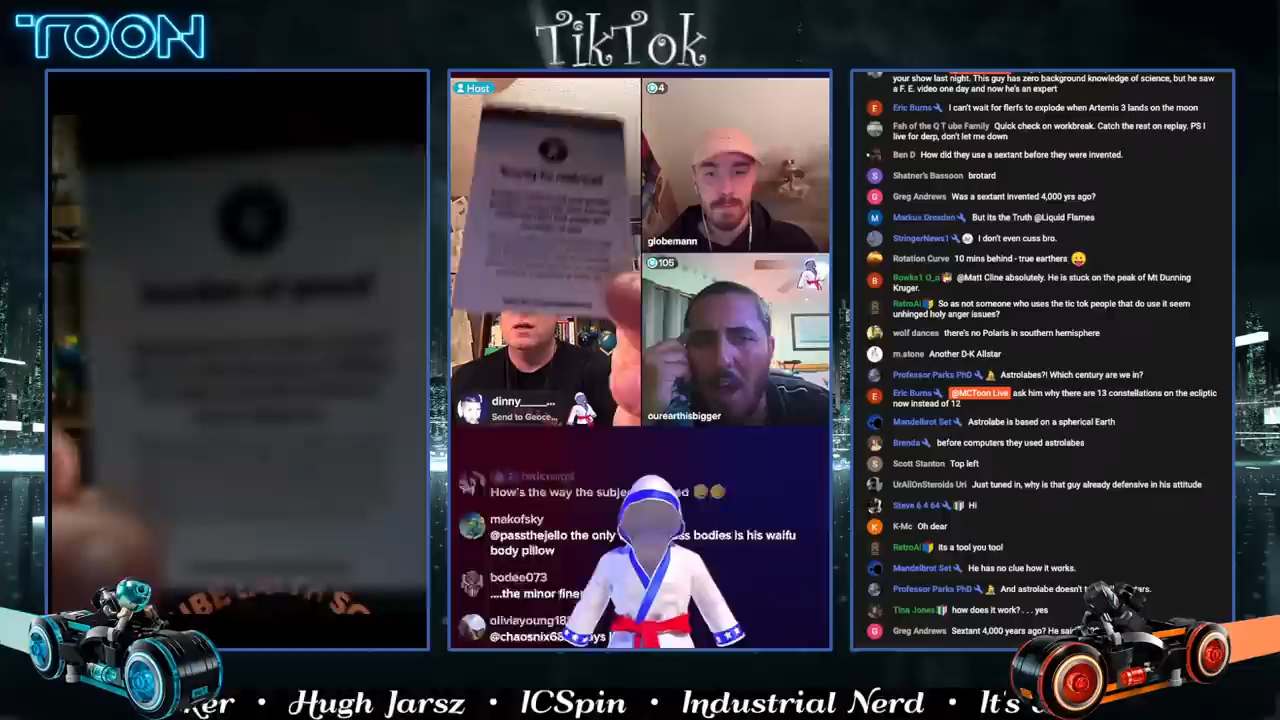 TOON
TikTok
Host
4
globemann
105
ourearthisbigger
dinny____...
Send to Geoce...
How's the way the subje
makofsky
@passthejello the only
ss bodies is his waifu
body pillow
bodee073
....the minor finer
oliviayoung18
your show last night. This guy has zero background knowledge of science, but he saw
a F. E. video one day and now he's an expert
Eric Burns I can't wait for flerfs to explode when Artemis 3 lands on the moon
Fah of the Q T ube Family Quick check on workbreak. Catch the rest on replay. PS I
live for derp, don't let me down
Ben D How did they use a sextant before they were invented.
Shatner's Bassoon brotard
Greg Andrews Was a sextant invented 4,000 yrs ago?
Markus Dresden But its the Truth @Liquid Flames
StringerNews1 I don't even cuss bro.
Rotation Curve 10 mins behind - true earthers 😛
Bowks1 O_o @Matt Cline absolutely. He is stuck on the peak of Mt Dunning
Kruger.
RetroAi So as not someone who uses the tic tok people that do use it seem
unhinged holy anger issues?
wolf dances there's no Polaris in southern hemisphere
m.stone Another D-K Allstar
Professor Parks PhD Astrolabes?! Which century are we in?
Eric Burns @MCToon Live ask him why there are 13 constellations on the ecliptic
now instead of 12
Mandelbrot Set Astrolabe is based on a spherical Earth
Brenda before computers they used astrolabes
Scott Stanton Top left
UrAllOnSteroids Uri Just tuned in, why is that guy already defensive in his attitude
Steve 6 4 64 Hi
K-Mc Oh dear
RetroAi Its a tool you tool
Mandelbrot Set He has no clue how it works.
Professor Parks PhD And astrolabe doesn't
Tina Jones how does it work? . . . yes
Greg Andrews Sextant 4,000 years ago? He sai
ker • Hugh Jarsz • ICSpin • Industrial Nerd • It's